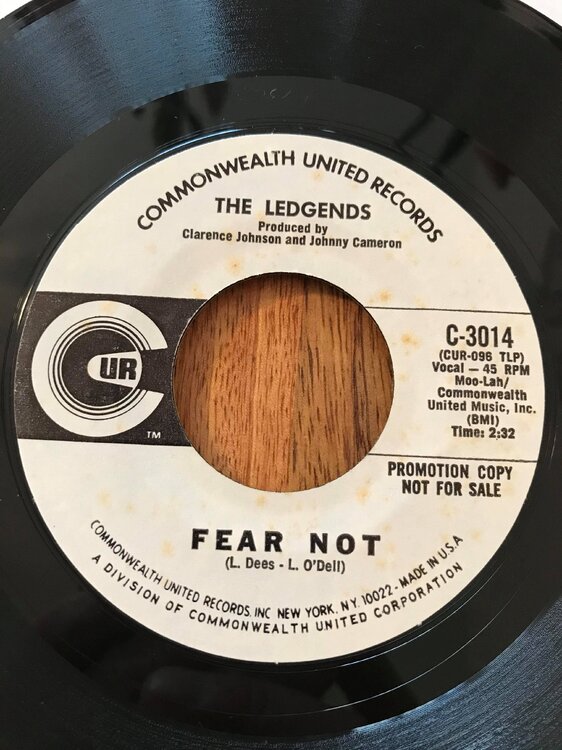 COMMONWEALTH UNITED RECORDS
THE LEDGENDS
Produced by
Clarence Johnson and Johnny Cameron
CUR
TM
C-3014
(CUR-096 TLP)
Vocal — 45 RPM
Moo-Lah/
Commonwealth
United Music, Inc.
(BMI)
Time: 2:32
PROMOTION COPY
NOT FOR SALE
FEAR NOT
(L. Dees - L. O'Dell)
COMMONWEALTH UNITED RECORDS, INC NEW YORK, N.Y. 10022 - MADE IN U.S.A
A DIVISION OF COMMONWEALTH UNITED CORPORATION